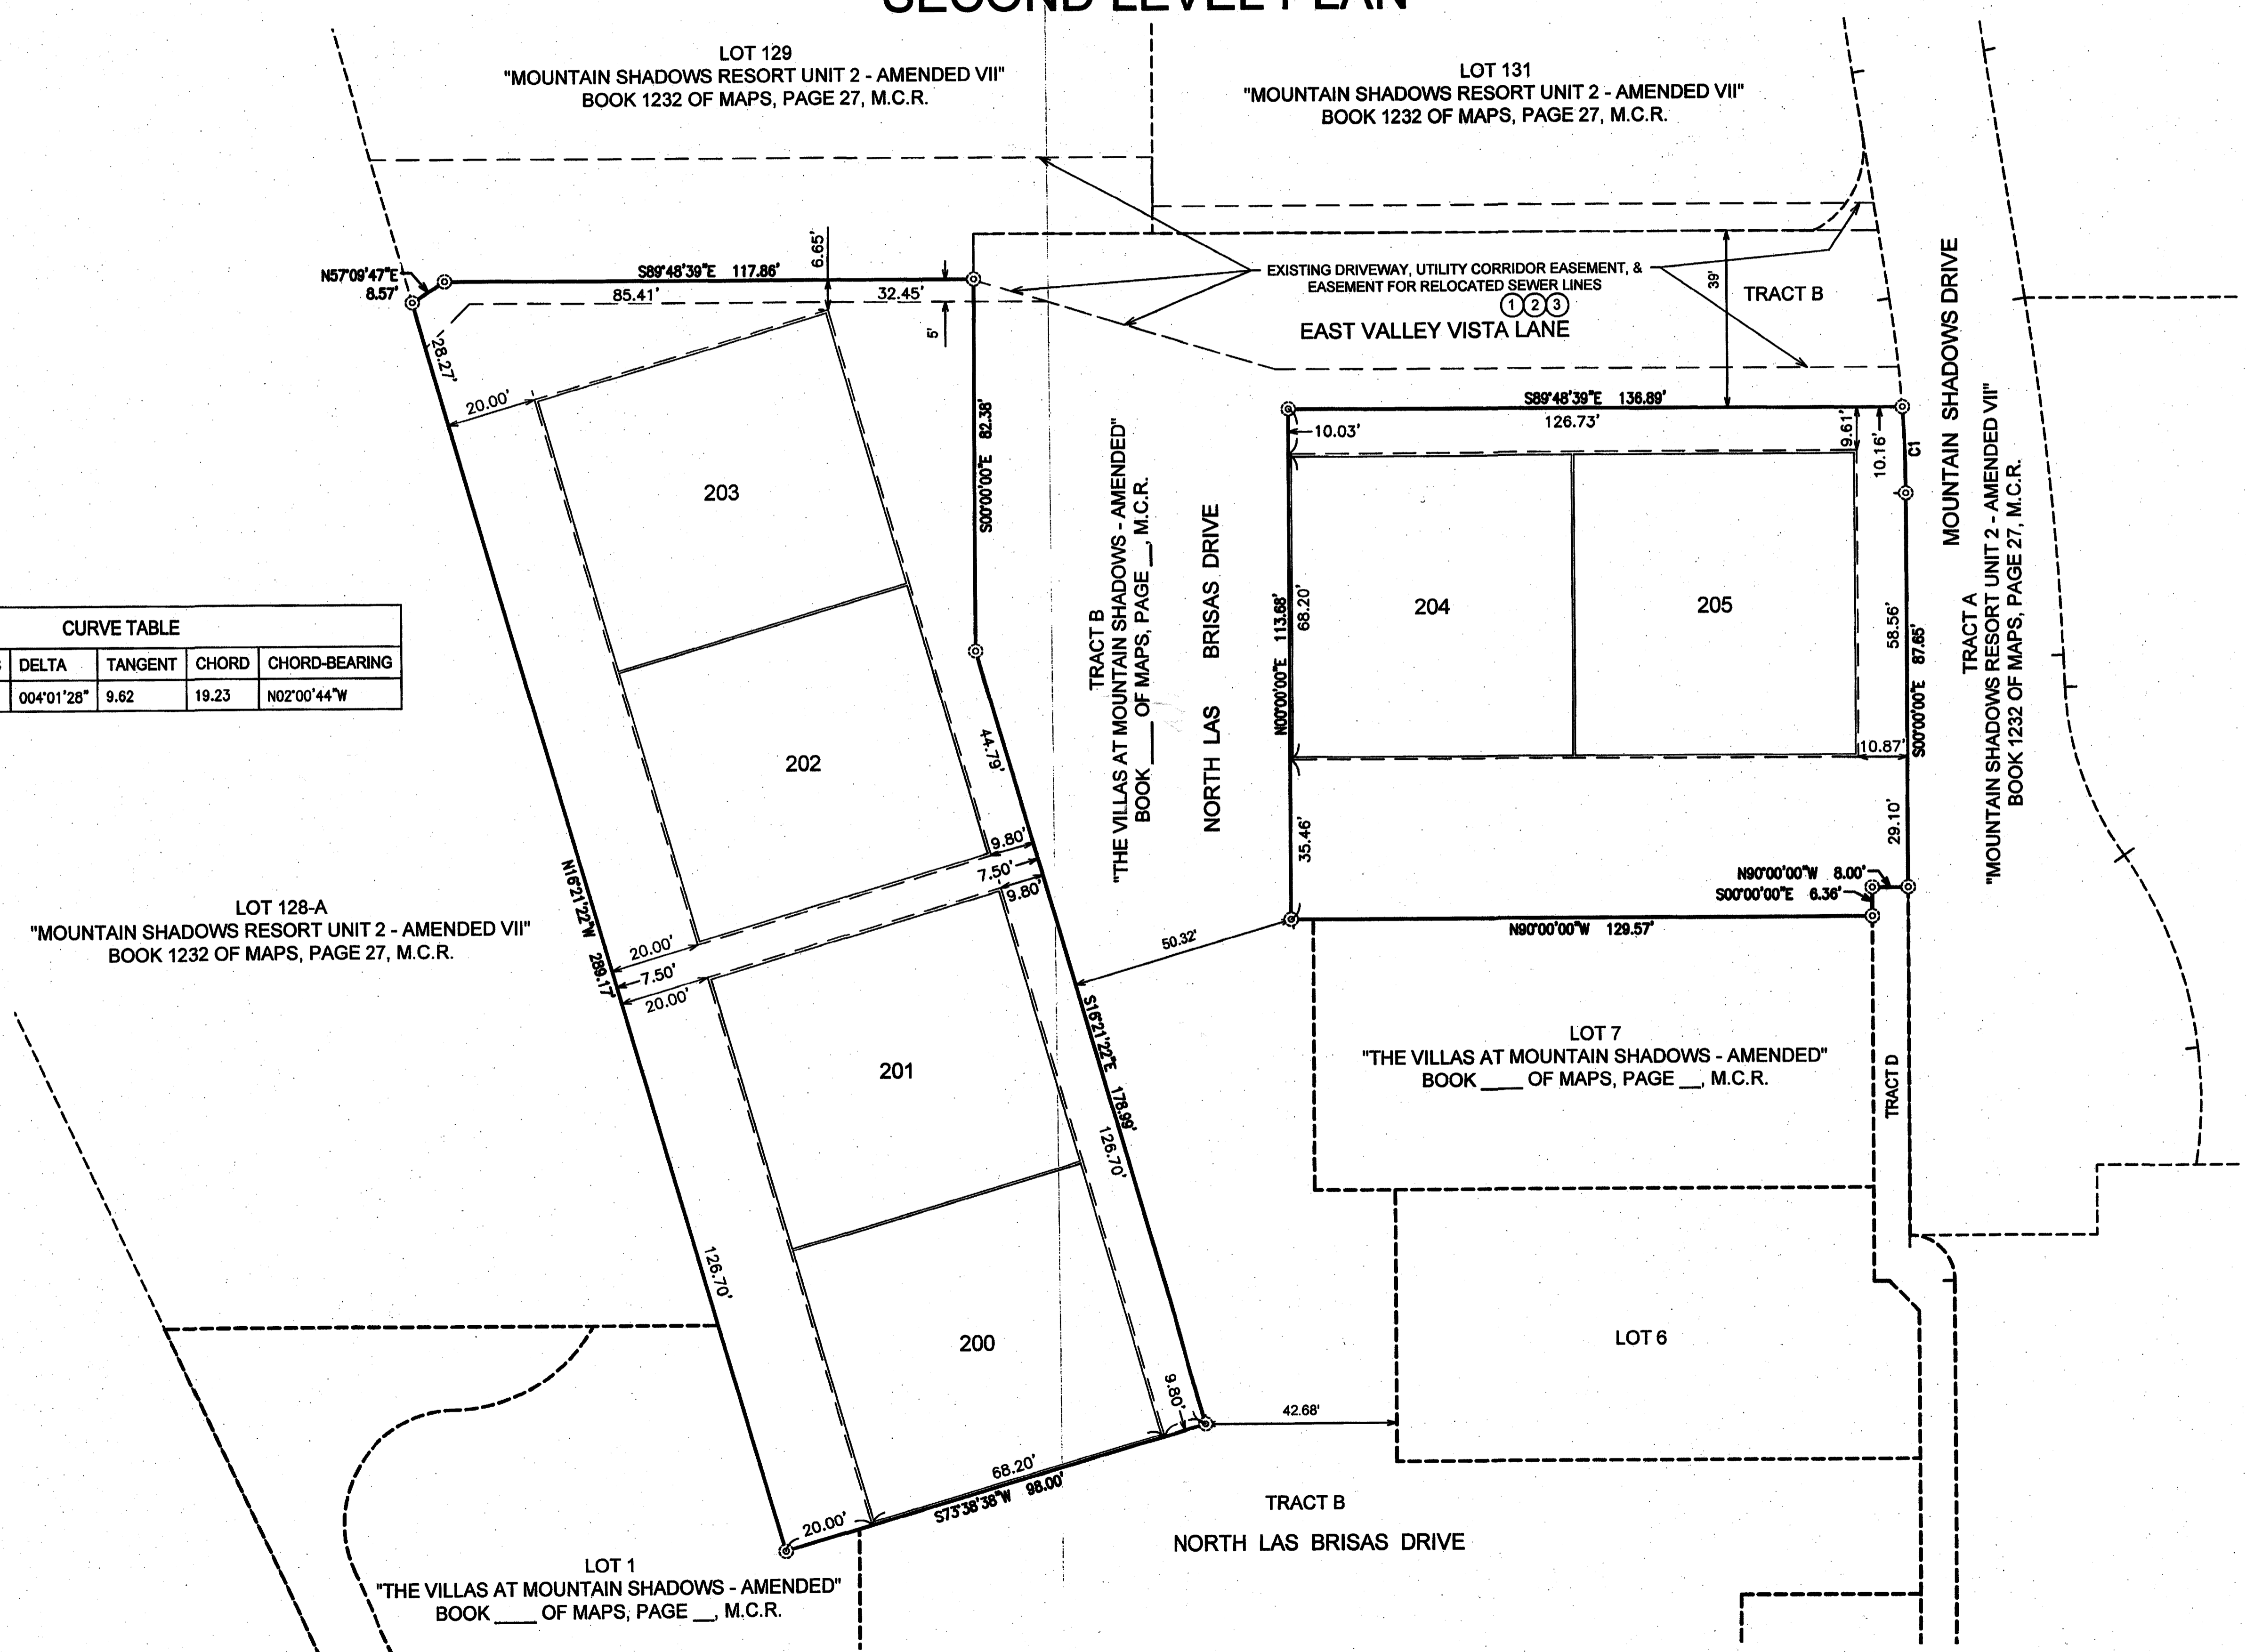 SECOND LEVEL PLAN
LOT 129
"MOUNTAIN SHADOWS RESORT UNIT 2 - AMENDED VII"
BOOK 1232 OF MAPS, PAGE 27, M.C.R.
LOT 131
"MOUNTAIN SHADOWS RESORT UNIT 2 - AMENDED VII"
BOOK 1232 OF MAPS, PAGE 27, M.C.R.
N57°09'47"E
8.57'
S89°48'39"E 117.86'
6.65'
85.41'
32.45'
5'
EXISTING DRIVEWAY, UTILITY CORRIDOR EASEMENT, &
EASEMENT FOR RELOCATED SEWER LINES
1 2 3
EAST VALLEY VISTA LANE
39'
TRACT B
MOUNTAIN SHADOWS DRIVE
28.27'
20.00'
S00°00'00"E 82.38'
S89°48'39"E 136.89'
126.73'
10.03'
9.61'
10.16'
C1
203
TRACT B
"THE VILLAS AT MOUNTAIN SHADOWS - AMENDED"
BOOK ____ OF MAPS, PAGE __, M.C.R.
NORTH LAS BRISAS DRIVE
N00°00'00"E 113.68'
68.20'
204
205
58.56'
S00°00'00"E 87.65'
TRACT A
"MOUNTAIN SHADOWS RESORT UNIT 2 - AMENDED VII"
BOOK 1232 OF MAPS, PAGE 27, M.C.R.
CURVE TABLE
DELTA TANGENT CHORD CHORD-BEARING
004°01'28" 9.62 19.23 N02°00'44"W
202
44.79'
10.87'
35.46'
29.10'
9.80'
7.50'
9.80'
N90°00'00"W 8.00'
S00°00'00"E 6.36'
N90°00'00"W 129.57'
N16°21'22"W 289.17'
LOT 128-A
"MOUNTAIN SHADOWS RESORT UNIT 2 - AMENDED VII"
BOOK 1232 OF MAPS, PAGE 27, M.C.R.
20.00'
7.50'
20.00'
50.32'
S16°21'22"E 178.99'
201
126.70'
LOT 7
"THE VILLAS AT MOUNTAIN SHADOWS - AMENDED"
BOOK ____ OF MAPS, PAGE __, M.C.R.
TRACT D
126.70'
200
LOT 6
9.80'
42.68'
68.20'
S73°38'38"W 98.00'
20.00'
TRACT B
NORTH LAS BRISAS DRIVE
LOT 1
"THE VILLAS AT MOUNTAIN SHADOWS - AMENDED"
BOOK ____ OF MAPS, PAGE __, M.C.R.